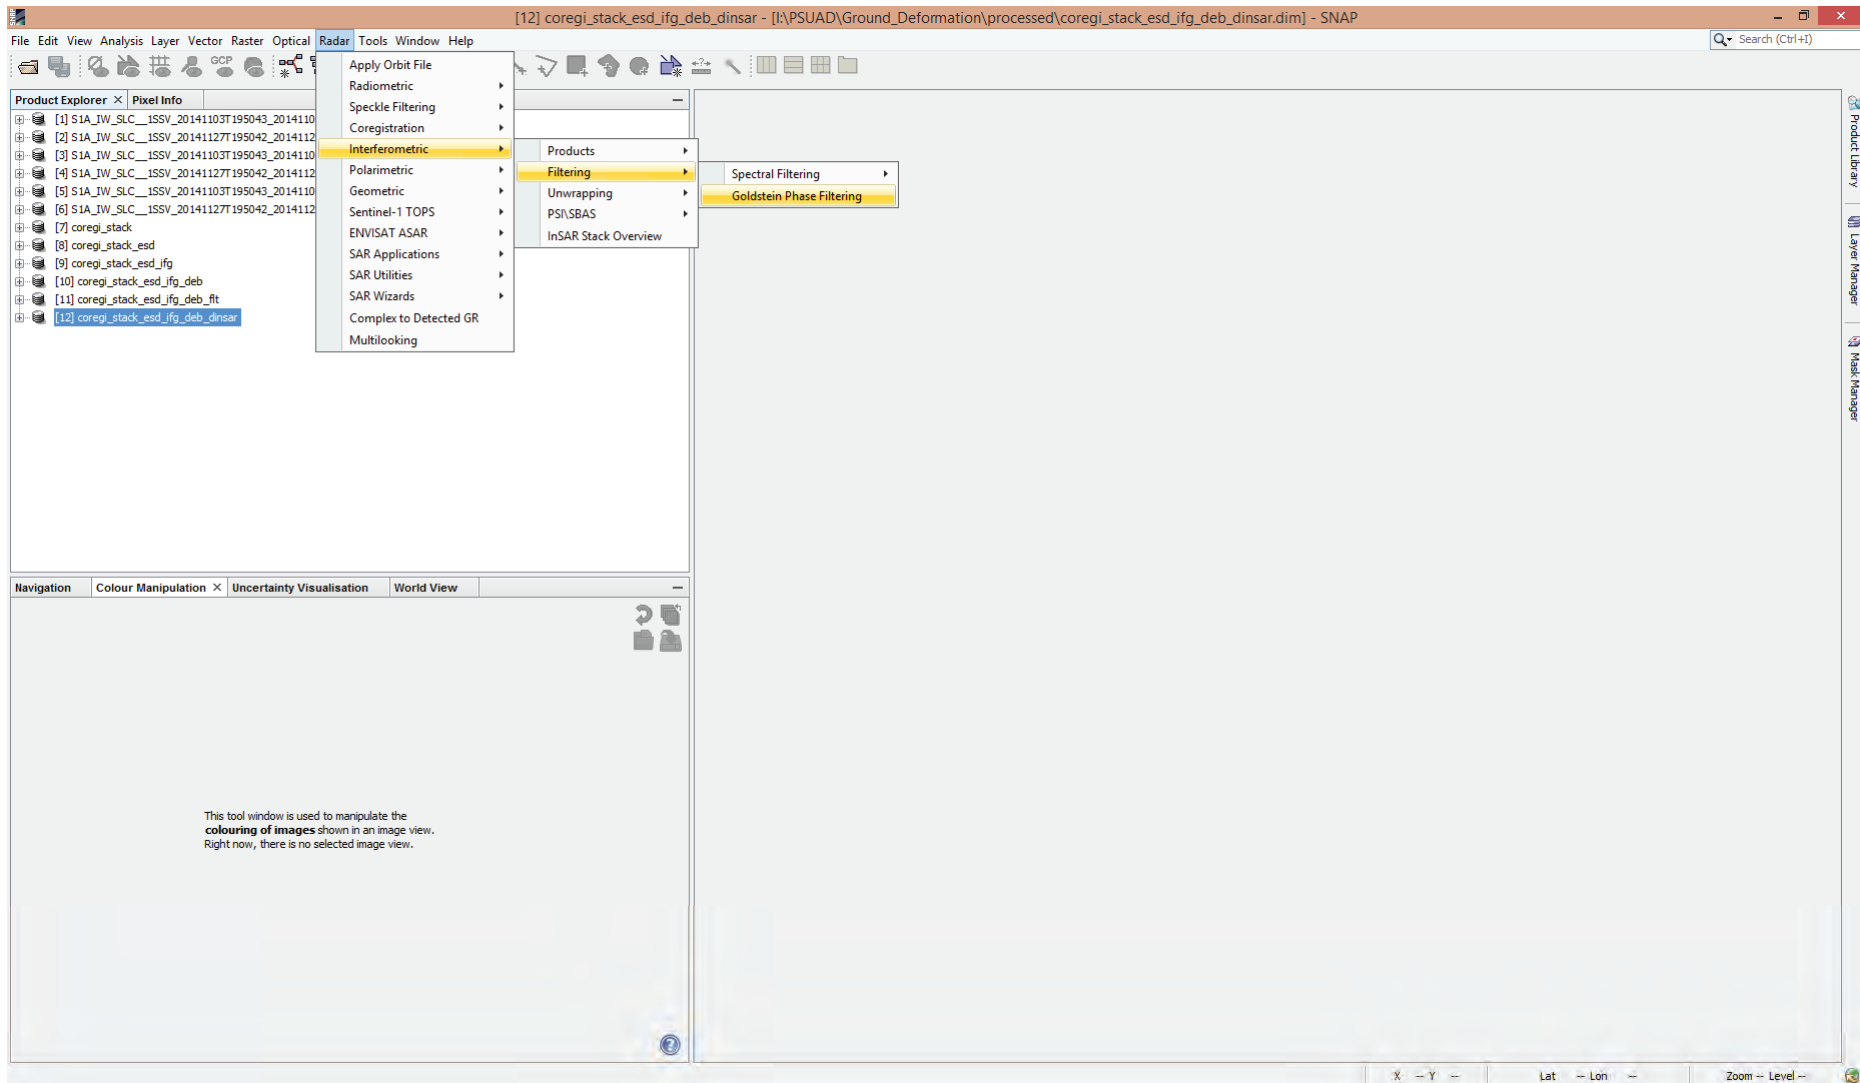 [12] coregi_stack_esd_ifg_deb_dinsar - [I:\PSUAD\Ground_Deformation\processed\coregi_stack_esd_ifg_deb_dinsar.dim] - SNAP
File Edit View Analysis Layer Vector Raster Optical Radar Tools Window Help
Search (Ctrl+I)
GCP
Product Explorer × Pixel Info
[1] S1A_IW_SLC__1SSV_20141103T195043_2014110
[2] S1A_IW_SLC__1SSV_20141127T195042_2014112
[3] S1A_IW_SLC__1SSV_20141103T195043_2014110
[4] S1A_IW_SLC__1SSV_20141127T195042_2014112
[5] S1A_IW_SLC__1SSV_20141103T195043_2014110
[6] S1A_IW_SLC__1SSV_20141127T195042_2014112
[7] coregi_stack
[8] coregi_stack_esd
[9] coregi_stack_esd_ifg
[10] coregi_stack_esd_ifg_deb
[11] coregi_stack_esd_ifg_deb_flt
[12] coregi_stack_esd_ifg_deb_dinsar
Apply Orbit File
Radiometric
Speckle Filtering
Coregistration
Interferometric
Polarimetric
Geometric
Sentinel-1 TOPS
ENVISAT ASAR
SAR Applications
SAR Utilities
SAR Wizards
Complex to Detected GR
Multilooking
Products
Filtering
Unwrapping
PSI\SBAS
InSAR Stack Overview
Spectral Filtering
Goldstein Phase Filtering
Product Library
Layer Manager
Mask Manager
Navigation Colour Manipulation × Uncertainty Visualisation World View
This tool window is used to manipulate the
colouring of images shown in an image view.
Right now, there is no selected image view.
X -- Y -- Lat -- Lon -- Zoom -- Level --